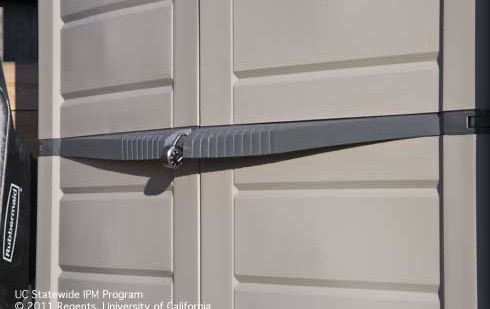 Rubbermaid
UC Statewide IPM Program
© 2011 Regents, University of California